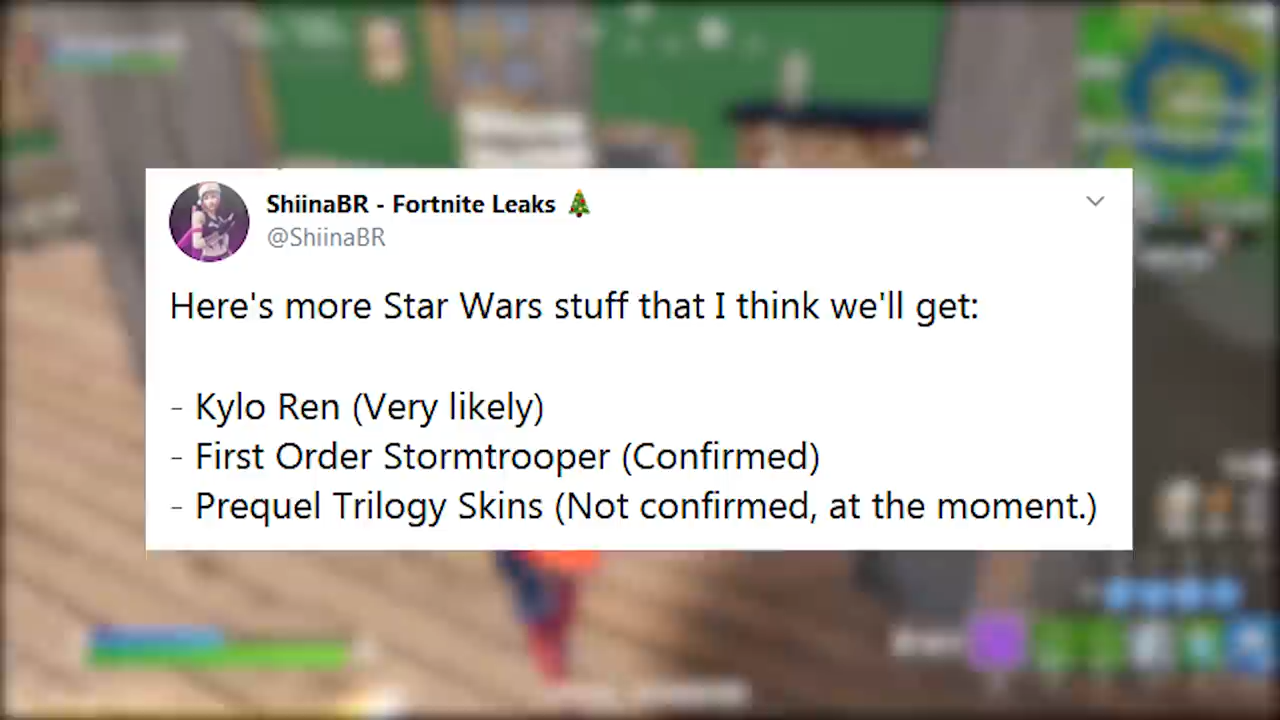 ShiinaBR - Fortnite Leaks 🎄
@ShiinaBR
Here's more Star Wars stuff that I think we'll get:
- Kylo Ren (Very likely)
- First Order Stormtrooper (Confirmed)
- Prequel Trilogy Skins (Not confirmed, at the moment.)